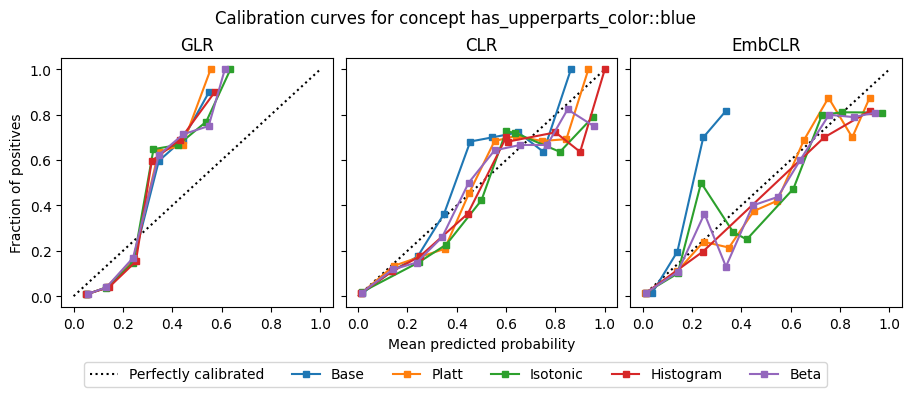 Calibration curves for concept has_upperparts_color::blue
GLR
CLR
EmbCLR
Fraction of positives
1.0
0.8
0.6
0.4
0.2
0.0
0.0 0.2 0.4 0.6 0.8 1.0
0.0 0.2 0.4 0.6 0.8 1.0
0.0 0.2 0.4 0.6 0.8 1.0
Mean predicted probability
Perfectly calibrated Base Platt Isotonic Histogram Beta